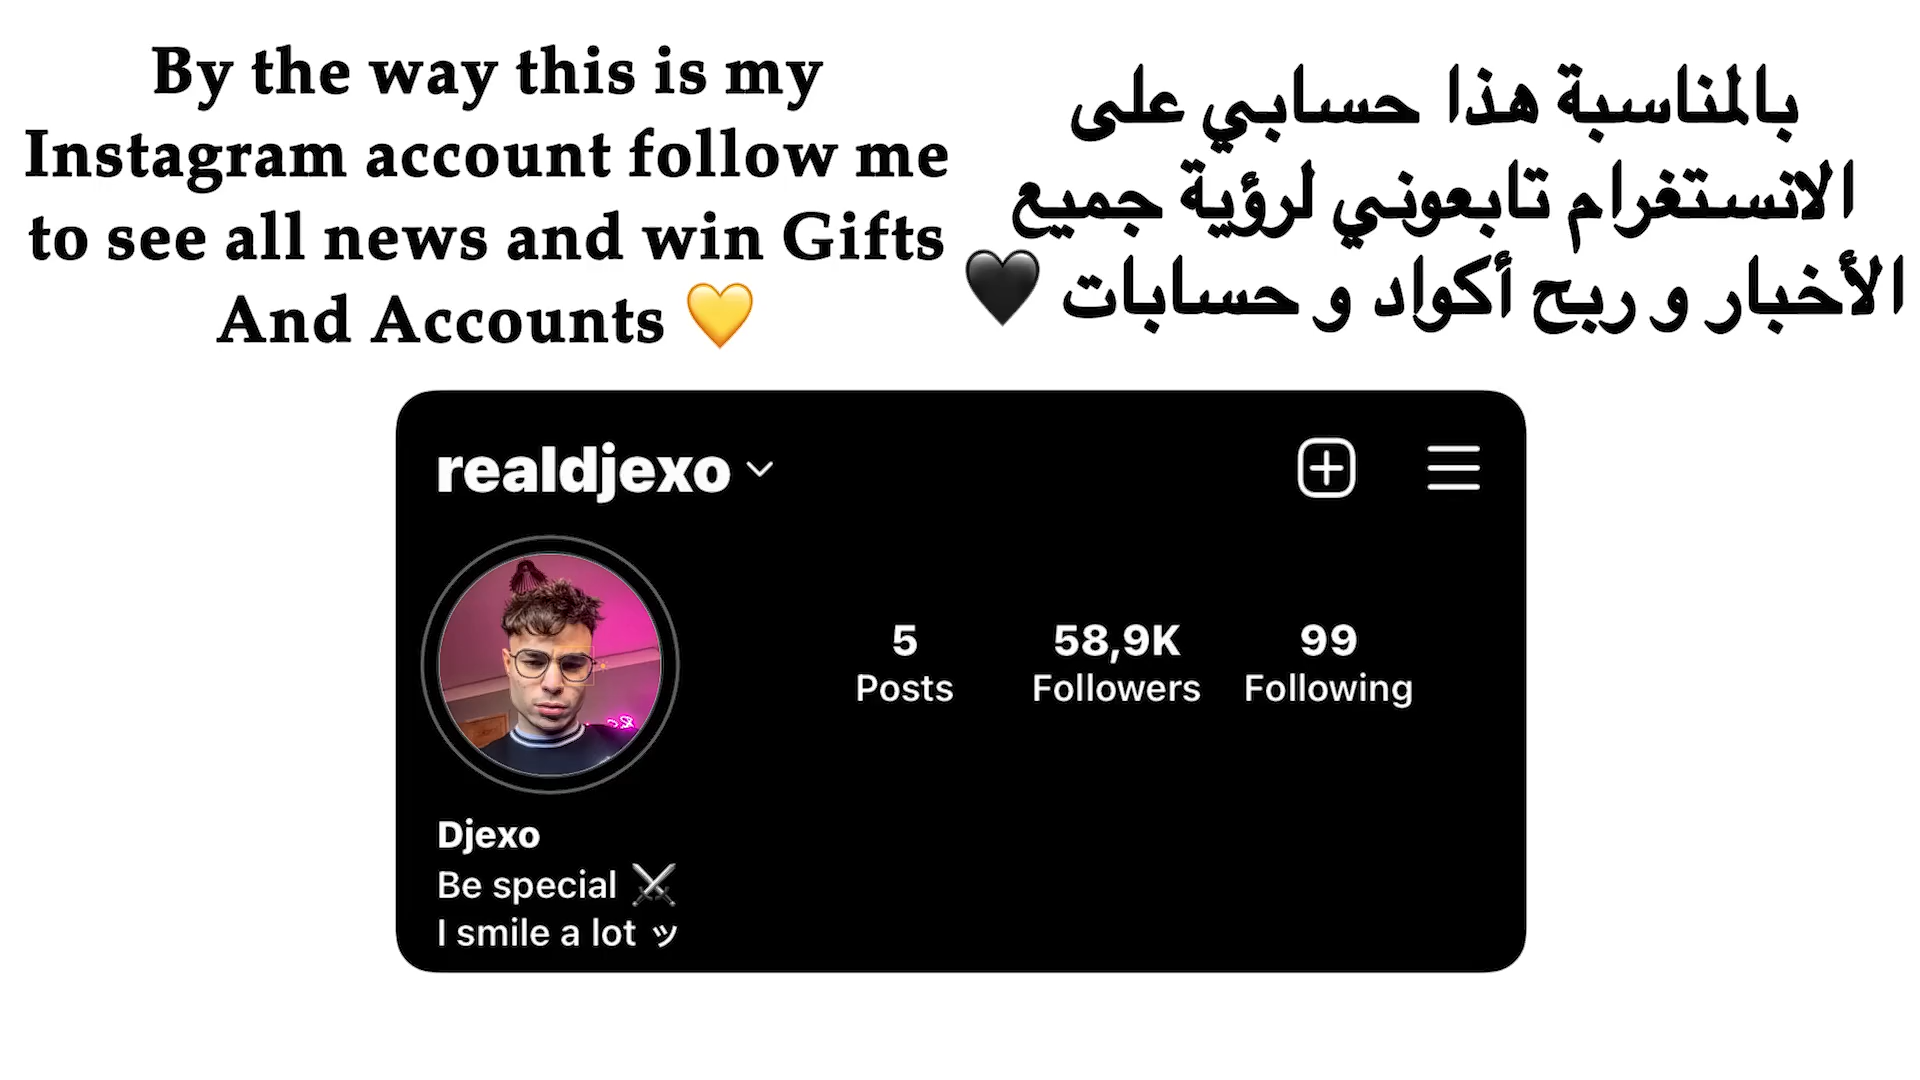 By the way this is my
Instagram account follow me
to see all news and win Gifts
And Accounts 💛
بالمناسبة هذا حسابي على
الانستغرام تابعوني لرؤية جميع
الأخبار و ربح أكواد و حسابات 🖤
realdjexo
5
Posts
58,9K
Followers
99
Following
Djexo
Be special ⚔️
I smile a lot ッ